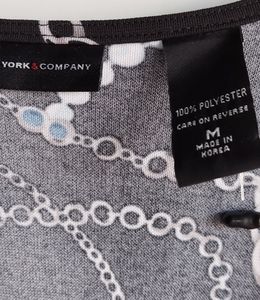 YORK&COMPANY
100% POLYESTER
CARE ON REVERSE
M
MADE IN
KOREA